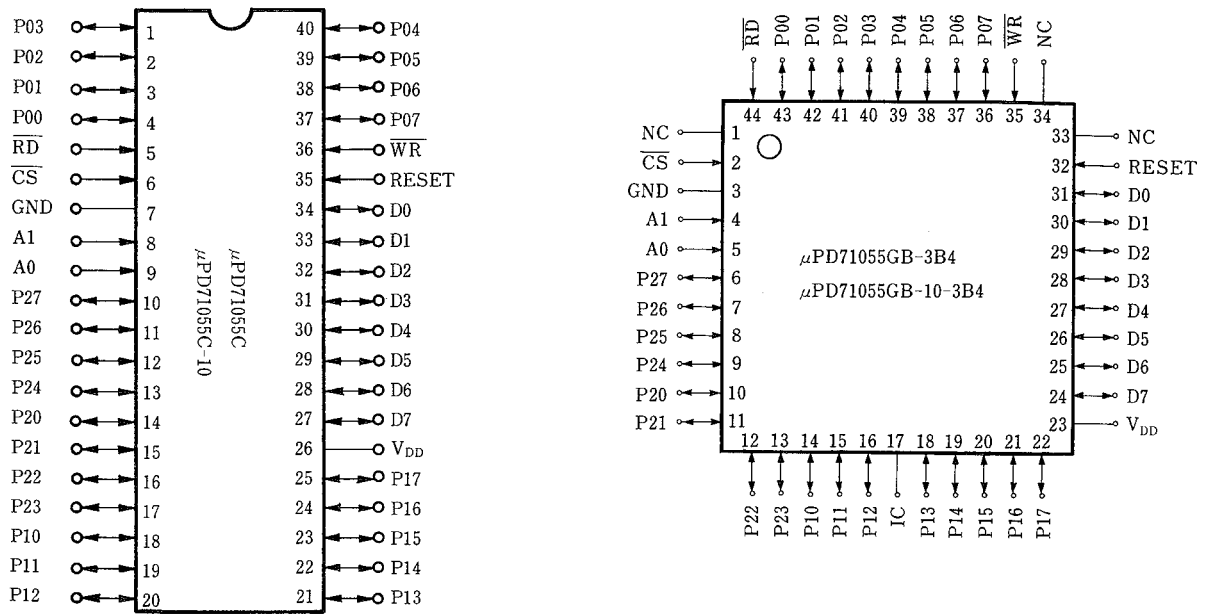 P03 1 40 P04
P02 2 39 P05
P01 3 38 P06
P00 4 37 P07
R̅D̅ 5 36 W̅R̅
C̅S̅ 6 35 RESET
GND 7 34 D0
A1 8 33 D1
A0 9 32 D2
P27 10 31 D3
P26 11 30 D4
P25 12 29 D5
P24 13 28 D6
P20 14 27 D7
P21 15 26 VDD
P22 16 25 P17
P23 17 24 P16
P10 18 23 P15
P11 19 22 P14
P12 20 21 P13
μPD71055C
μPD71055C-10
R̅D̅ P00 P01 P02 P03 P04 P05 P06 P07 W̅R̅ NC
44 43 42 41 40 39 38 37 36 35 34
NC 1 33 NC
C̅S̅ 2 32 RESET
GND 3 31 D0
A1 4 30 D1
A0 5 29 D2
P27 6 28 D3
P26 7 27 D4
P25 8 26 D5
P24 9 25 D6
P20 10 24 D7
P21 11 23 VDD
μPD71055GB-3B4
μPD71055GB-10-3B4
12 13 14 15 16 17 18 19 20 21 22
P22 P23 P10 P11 P12 IC P13 P14 P15 P16 P17